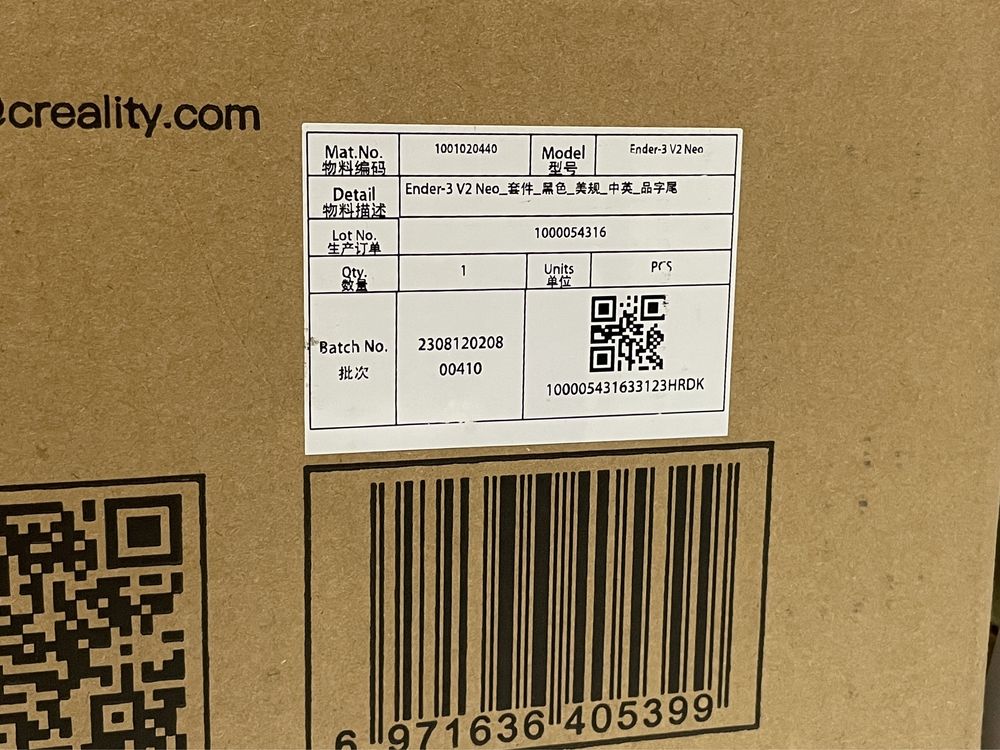 @creality.com
Mat.No. 1001020440 Model Ender-3 V2 Neo
物料编码 型号
Detail Ender-3 V2 Neo_套件_黑色_美规_中英_品字尾
物料描述
Lot No. 1000054316
生产订单
Qty. 1 Units PCS
数量 单位
Batch No. 2308120208
批次 00410
100005431633123HRDK
6 971636 405399